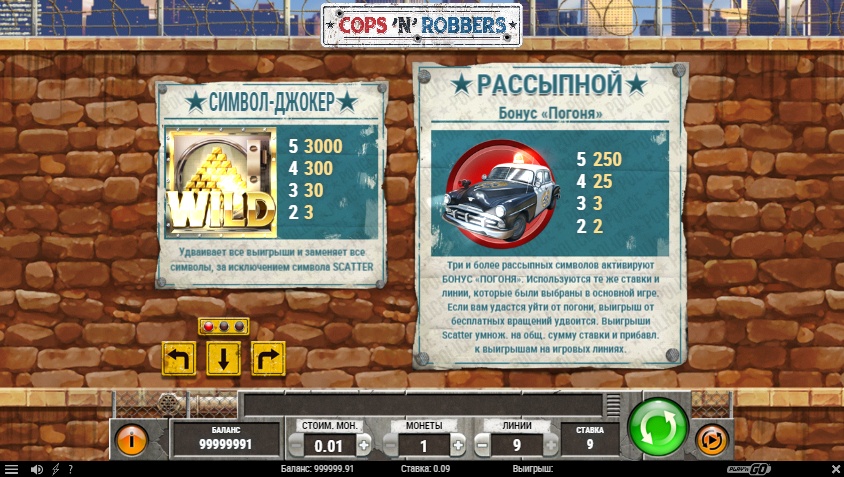 COPS 'N' ROBBERS
СИМВОЛ-ДЖОКЕР
5 3000
4 300
3 30
2 3
WILD
Удваивает все выигрыши и заменяет все
символы, за исключением символа SCATTER
РАССЫПНОЙ
Бонус «Погоня»
5 250
4 25
3 3
2 2
Три и более рассыпных символов активируют
БОНУС «ПОГОНЯ». Используются те же ставки и
линии, которые были выбраны в основной игре.
Если вам удастся уйти от погони, выигрыш от
бесплатных вращений удвоится. Выигрыши
Scatter умнож. на общ. сумму ставки и прибавл.
к выигрышам на игровых линиях.
БАЛАНС
99999991
СТОИМ. МОН.
0.01
МОНЕТЫ
1
ЛИНИИ
9
СТАВКА
9
Баланс: 999999.91 Ставка: 0.09 Выигрыш:
PLAY'N GO